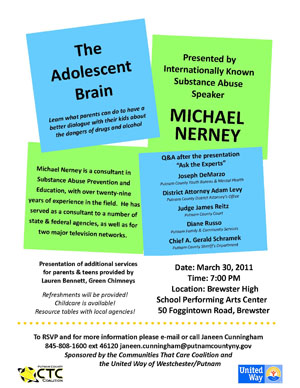 The
Adolescent
Brain
Learn what parents can do to have a
better dialogue with their kids about
the dangers of drugs and alcohol
Presented by
Internationally Known
Substance Abuse
Speaker
MICHAEL
NERNEY
Michael Nerney is a consultant in
Substance Abuse Prevention and
Education, with over twenty-nine
years of experience in the field. He has
served as a consultant to a number of
state & federal agencies, as well as for
two major television networks.
Q&A after the presentation
"Ask the Experts"
Joseph DeMarzo
Putnam County Youth Bureau & Mental Health
District Attorney Adam Levy
Putnam County District Attorney's Office
Judge James Reitz
Putnam County Court
Diane Russo
Putnam Family & Community Services
Chief A. Gerald Schramek
Putnam County Sheriff's Department
Presentation of additional services
for parents & teens provided by
Lauren Bennett, Green Chimneys
Refreshments will be provided!
Childcare is available!
Resource tables with local agencies!
Date: March 30, 2011
Time: 7:00 PM
Location: Brewster High
School Performing Arts Center
50 Foggintown Road, Brewster
To RSVP and for more information please e-mail or call Janeen Cunningham
845-808-1600 ext 46120 janeen.cunningham@putnamcountyny.com
Sponsored by the Communities That Care Coalition and
the United Way of Westchester/Putnam
CTC
COALITION
United
Way